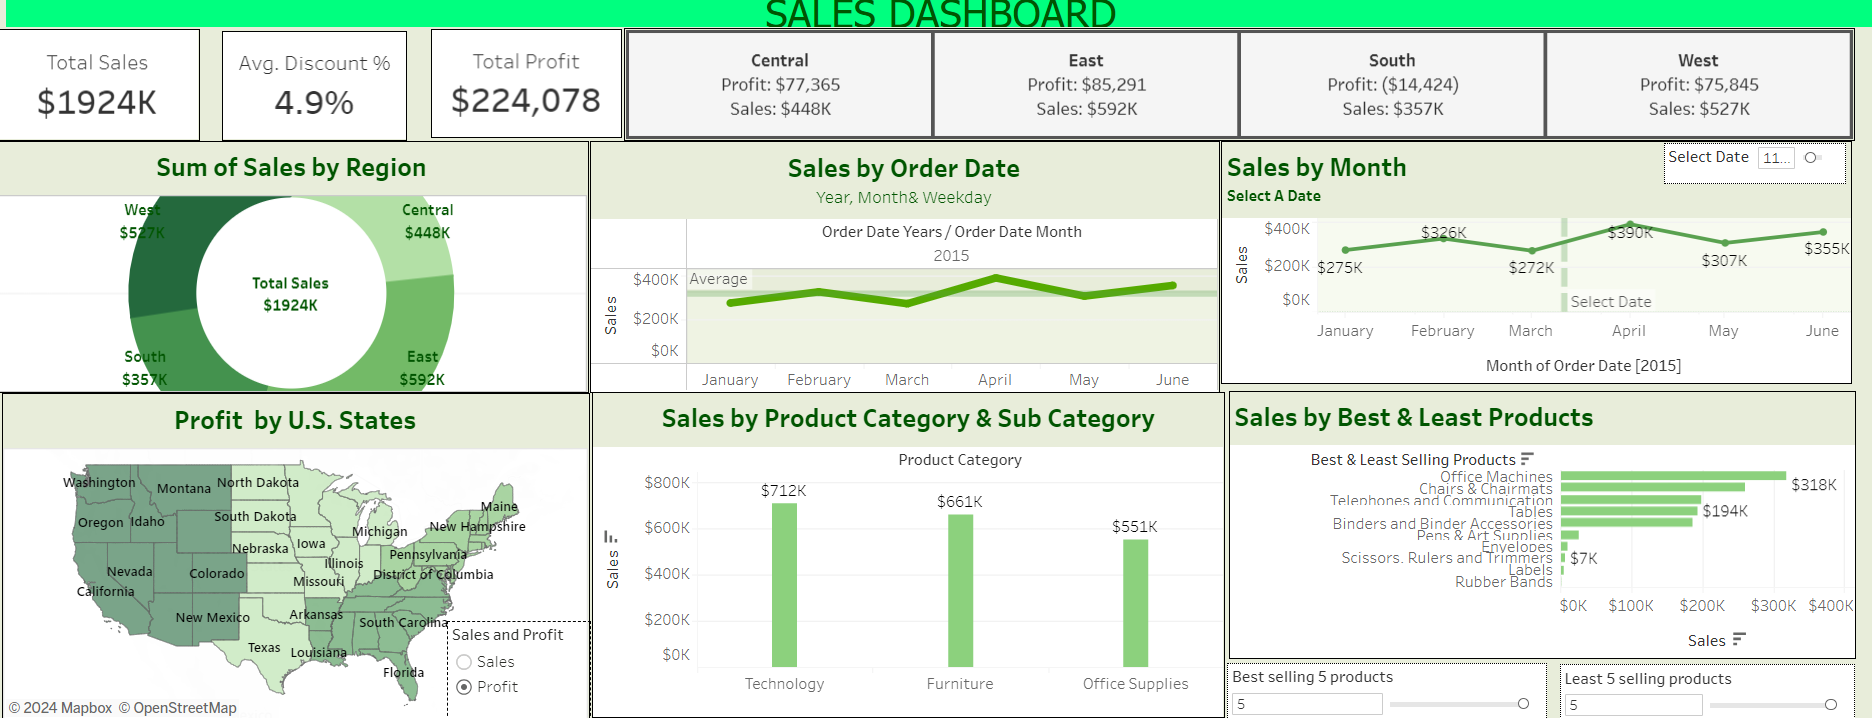 SALES DASHBOARD
Total Sales
$1924K
Avg. Discount %
4.9%
Total Profit
$224,078
Central
Profit: $77,365
Sales: $448K
East
Profit: $85,291
Sales: $592K
South
Profit: ($14,424)
Sales: $357K
West
Profit: $75,845
Sales: $527K
Sum of Sales by Region
West
$527K
Central
$448K
Total Sales
$1924K
South
$357K
East
$592K
Sales by Order Date
Year, Month& Weekday
Order Date Years / Order Date Month
2015
Sales
$400K
$200K
$0K
Average
January February March April May June
Sales by Month
Select A Date
Select Date 11...
Sales
$400K
$200K
$0K
$275K
$326K
$272K
$390K
$307K
$355K
Select Date
January February March April May June
Month of Order Date [2015]
Profit by U.S. States
Washington
Montana
North Dakota
Maine
Oregon
Idaho
South Dakota
Michigan
New Hampshire
Nebraska
Iowa
Pennsylvania
Nevada
Colorado
Illinois
Missouri
District of Columbia
California
New Mexico
Arkansas
South Carolina
Texas
Louisiana
Florida
Sales and Profit
Sales
Profit
© 2024 Mapbox © OpenStreetMap
Sales by Product Category & Sub Category
Product Category
Sales
$800K
$600K
$400K
$200K
$0K
$712K
$661K
$551K
Technology Furniture Office Supplies
Sales by Best & Least Products
Best & Least Selling Products
Office Machines
Chairs & Chairmats
Telephones and Communication
Tables
Binders and Binder Accessories
Pens & Art Supplies
Envelopes
Scissors, Rulers and Trimmers
Labels
Rubber Bands
$318K
$194K
$7K
$0K $100K $200K $300K $400K
Sales
Best selling 5 products
5
Least 5 selling products
5